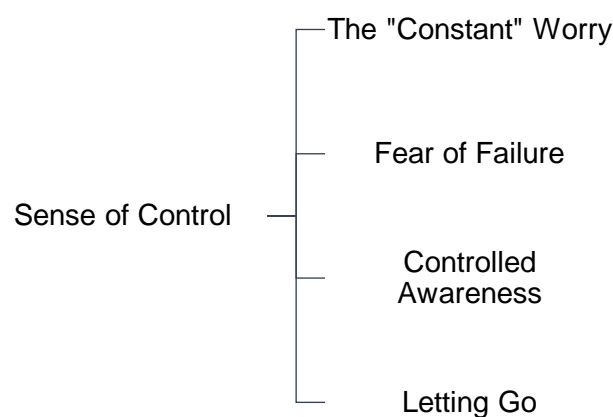 The "Constant" Worry
Fear of Failure
Sense of Control
Controlled
Awareness
Letting Go